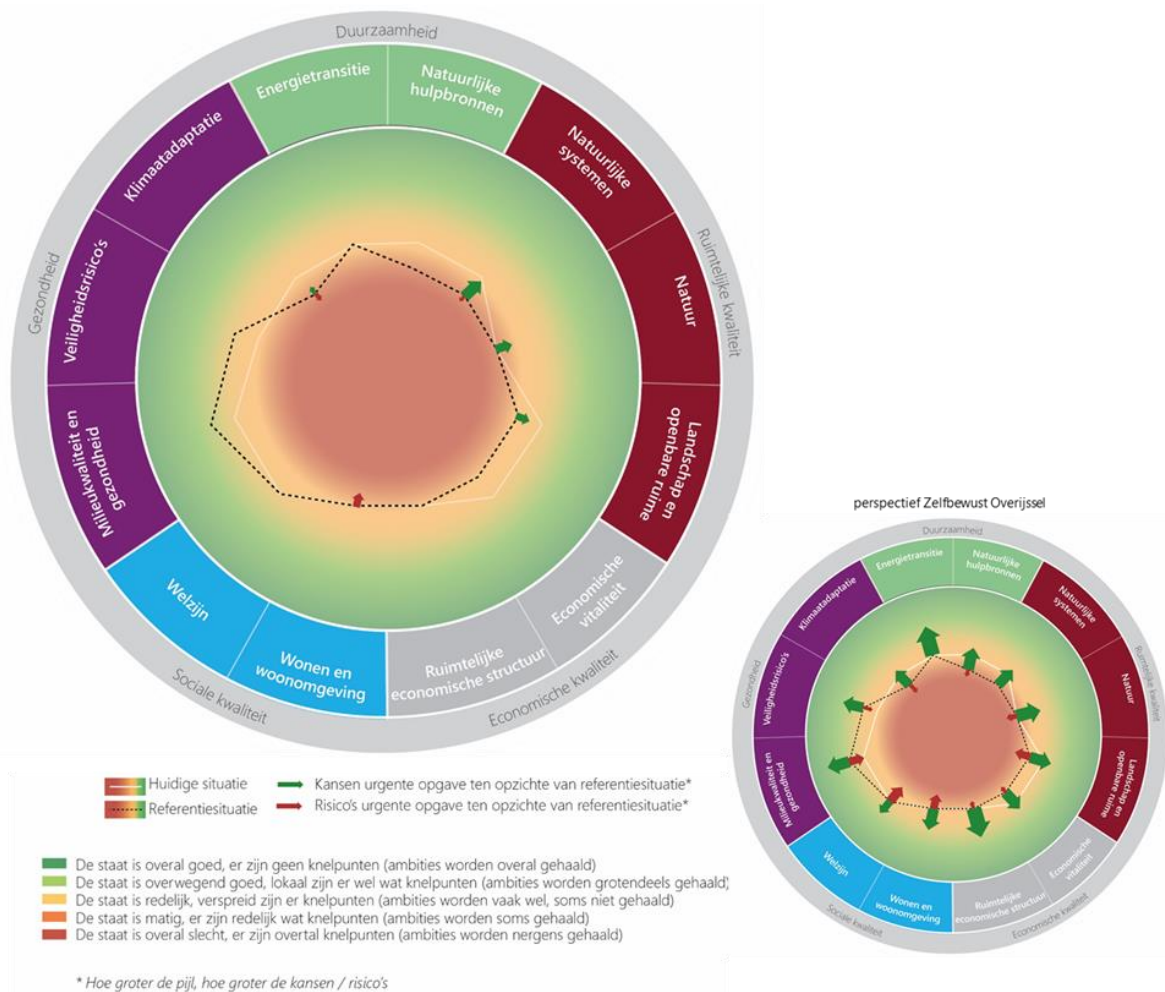 Duurzaamheid
Energietransitie
Natuurlijke
hulpbronnen
Klimaatadaptatie
Natuurlijke
systemen
Gezondheid
Veiligheidsrisico's
Natuur
Ruimtelijke kwaliteit
Milieukwaliteit en
gezondheid
Landschap en
openbare ruimte
Welzijn
Wonen en
woonomgeving
Ruimtelijke
economische structuur
Economische
vitaliteit
Sociale kwaliteit
Economische kwaliteit
perspectief Zelfbewust Overijssel
Duurzaamheid
Energietransitie
Natuurlijke
hulpbronnen
Klimaatadaptatie
Natuurlijke
systemen
Gezondheid
Veiligheidsrisico's
Natuur
Ruimtelijke kwaliteit
Milieukwaliteit en
gezondheid
Landschap en
openbare ruimte
Welzijn
Wonen en
woonomgeving
Ruimtelijke
economische structuur
Economische
vitaliteit
Sociale kwaliteit
Economische kwaliteit
Huidige situatie
Kansen urgente opgave ten opzichte van referentiesituatie*
Referentiesituatie
Risico's urgente opgave ten opzichte van referentiesituatie*
De staat is overal goed, er zijn geen knelpunten (ambities worden overal gehaald)
De staat is overwegend goed, lokaal zijn er wel wat knelpunten (ambities worden grotendeels gehaald)
De staat is redelijk, verspreid zijn er knelpunten (ambities worden vaak wel, soms niet gehaald)
De staat is matig, er zijn redelijk wat knelpunten (ambities worden soms gehaald)
De staat is overal slecht, er zijn overtal knelpunten (ambities worden nergens gehaald)
* Hoe groter de pijl, hoe groter de kansen / risico's